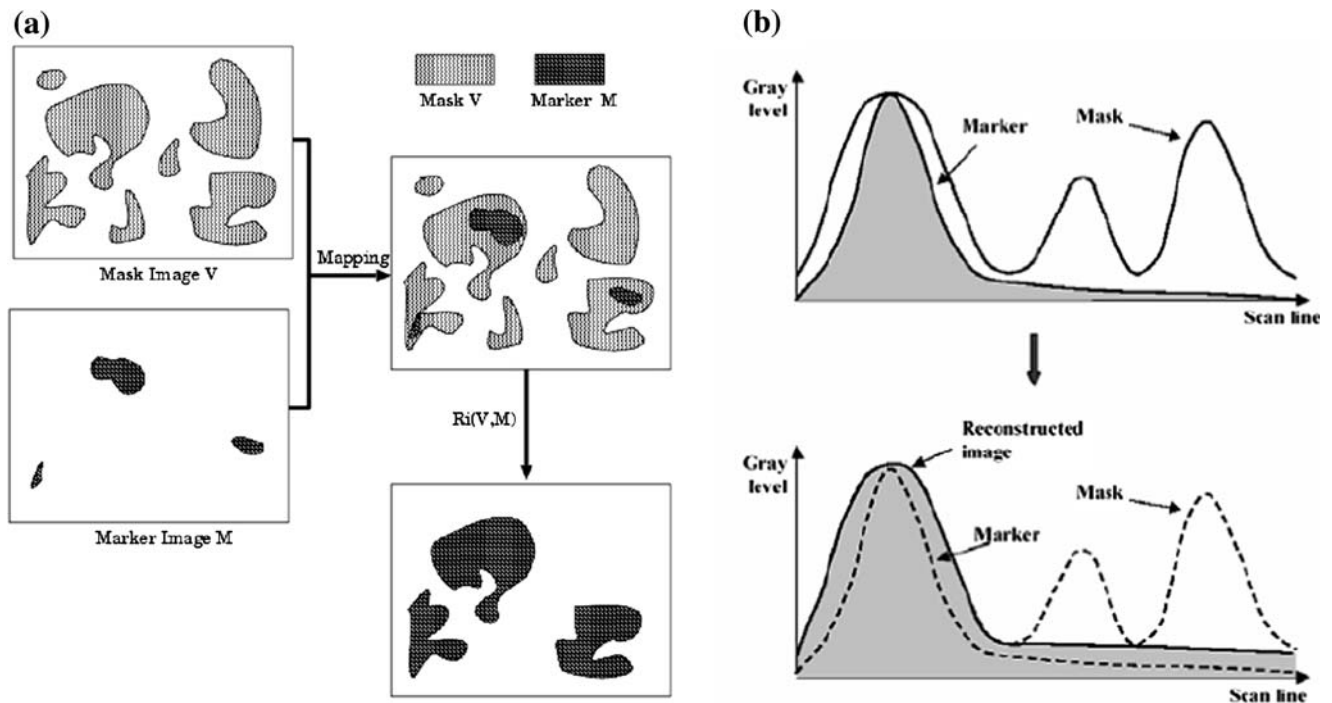 (a)
Mask V
Marker M
Mask Image V
Mapping
Marker Image M
Ri(V,M)
(b)
Gray
level
Marker
Mask
Scan line
Reconstructed
image
Gray
level
Mask
Marker
Scan line